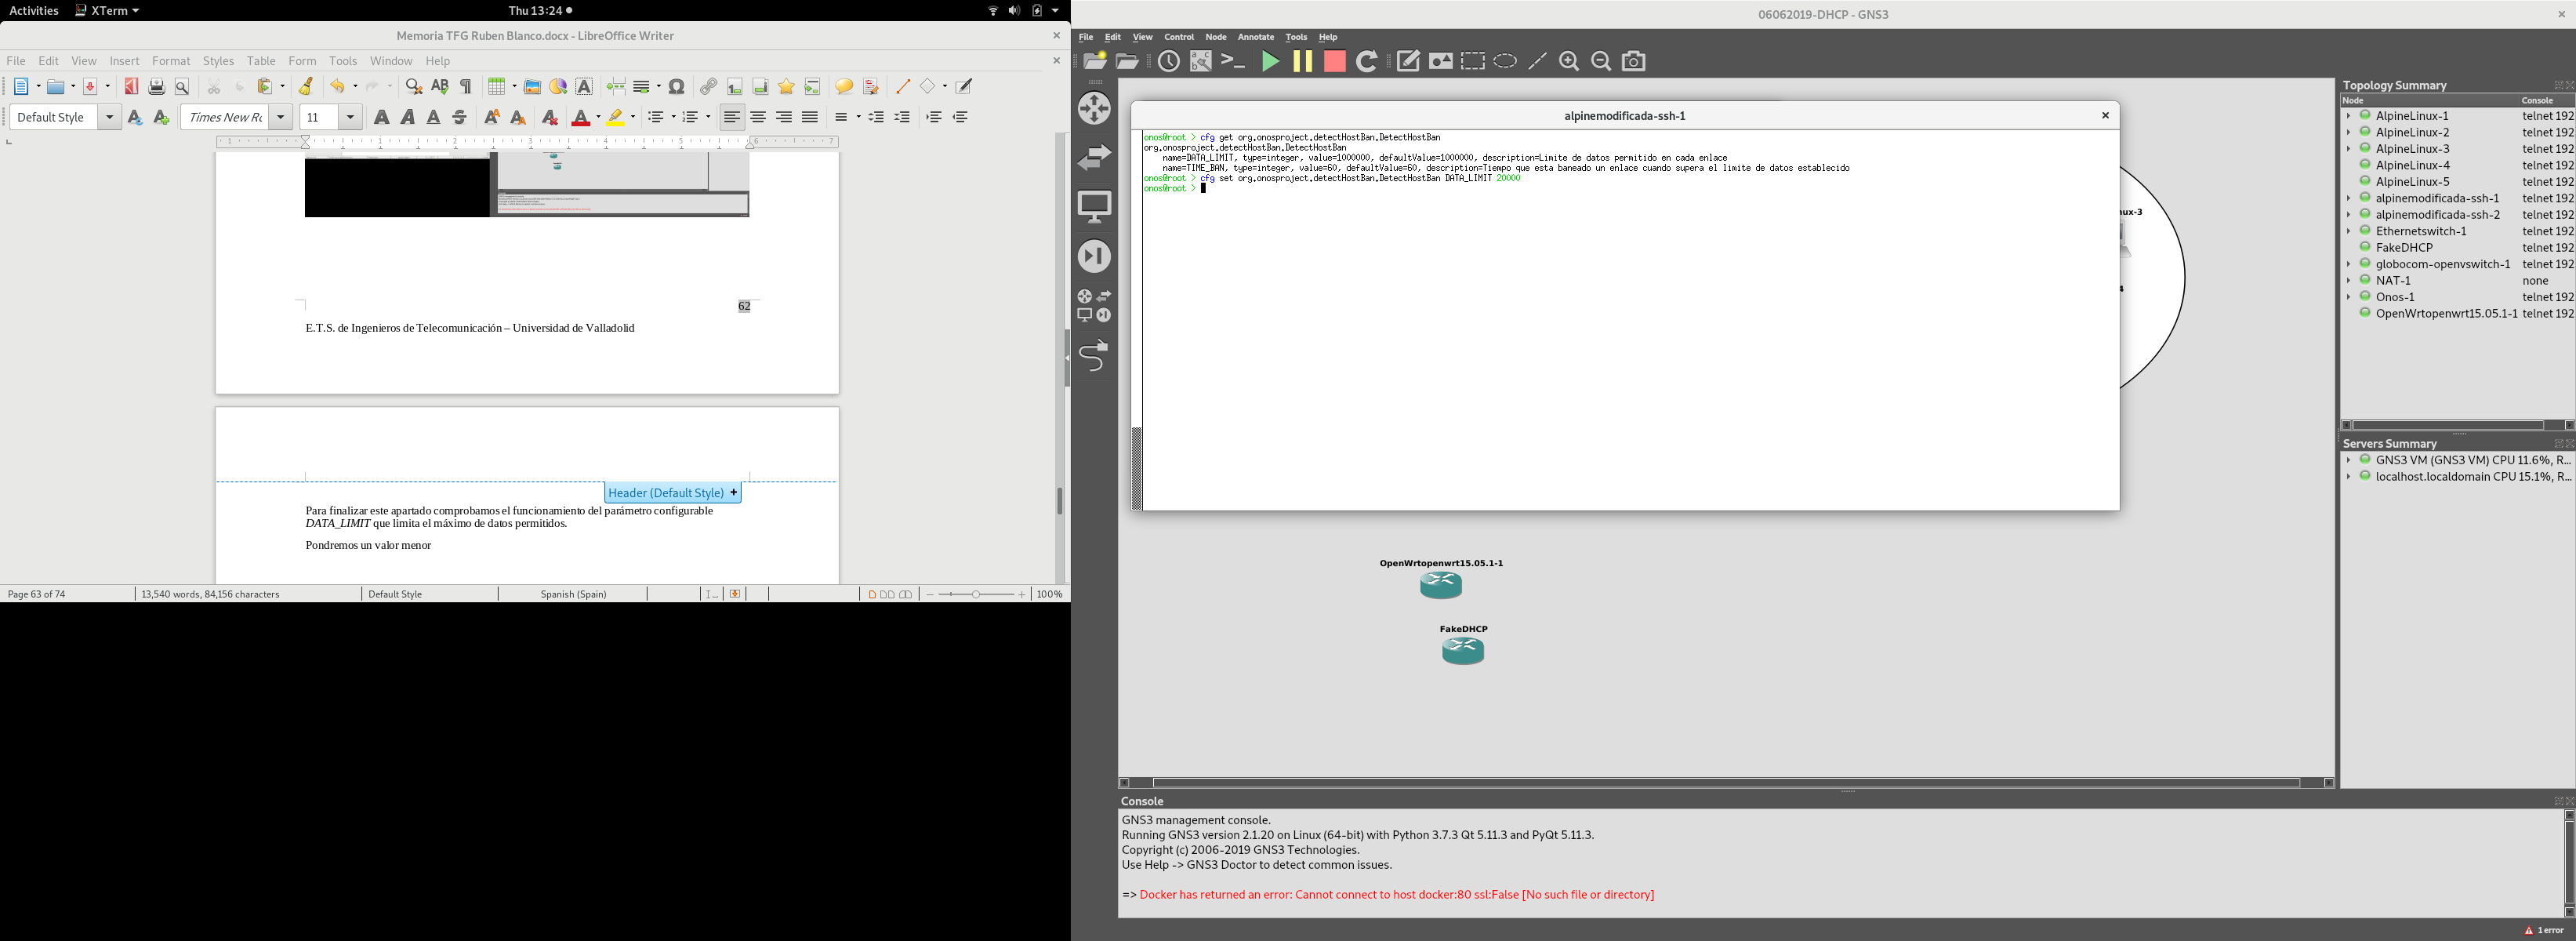 Activities XTerm Thu 13:24
Memoria TFG Ruben Blanco.docx - LibreOffice Writer
File Edit View Insert Format Styles Table Form Tools Window Help
Default Style Times New Ro 11
1 1 2 3 4 5 6 7
62
E.T.S. de Ingenieros de Telecomunicación – Universidad de Valladolid
Header (Default Style) +
Para finalizar este apartado comprobamos el funcionamiento del parámetro configurable
DATA_LIMIT que limita el máximo de datos permitidos.
Pondremos un valor menor
Page 63 of 74 13,540 words, 84,156 characters Default Style Spanish (Spain) 100%
06062019-DHCP - GNS3
File Edit View Control Node Annotate Tools Help
alpinemodificada-ssh-1
onos@root > cfg get org.onosproject.detectHostBan.DetectHostBan
org.onosproject.detectHostBan.DetectHostBan
name=DATA_LIMIT, type=integer, value=1000000, defaultValue=1000000, description=Limite de datos permitido en cada enlace
name=TIME_BAN, type=integer, value=60, defaultValue=60, description=Tiempo que esta baneado un enlace cuando supera el limite de datos establecido
onos@root > cfg set org.onosproject.detectHostBan.DetectHostBan DATA_LIMIT 20000
onos@root >
nux-3
4
OpenWrtopenwrt15.05.1-1
FakeDHCP
Topology Summary
Node Console
AlpineLinux-1 telnet 192
AlpineLinux-2 telnet 192
AlpineLinux-3 telnet 192
AlpineLinux-4 telnet 192
AlpineLinux-5 telnet 192
alpinemodificada-ssh-1 telnet 192
alpinemodificada-ssh-2 telnet 192
Ethernetswitch-1 telnet 192
FakeDHCP telnet 192
globocom-openvswitch-1 telnet 192
NAT-1 none
Onos-1 telnet 192
OpenWrtopenwrt15.05.1-1 telnet 192
Servers Summary
GNS3 VM (GNS3 VM) CPU 11.6%, R...
localhost.localdomain CPU 15.1%, R...
Console
GNS3 management console.
Running GNS3 version 2.1.20 on Linux (64-bit) with Python 3.7.3 Qt 5.11.3 and PyQt 5.11.3.
Copyright (c) 2006-2019 GNS3 Technologies.
Use Help -> GNS3 Doctor to detect common issues.
=> Docker has returned an error: Cannot connect to host docker:80 ssl:False [No such file or directory]
1 error